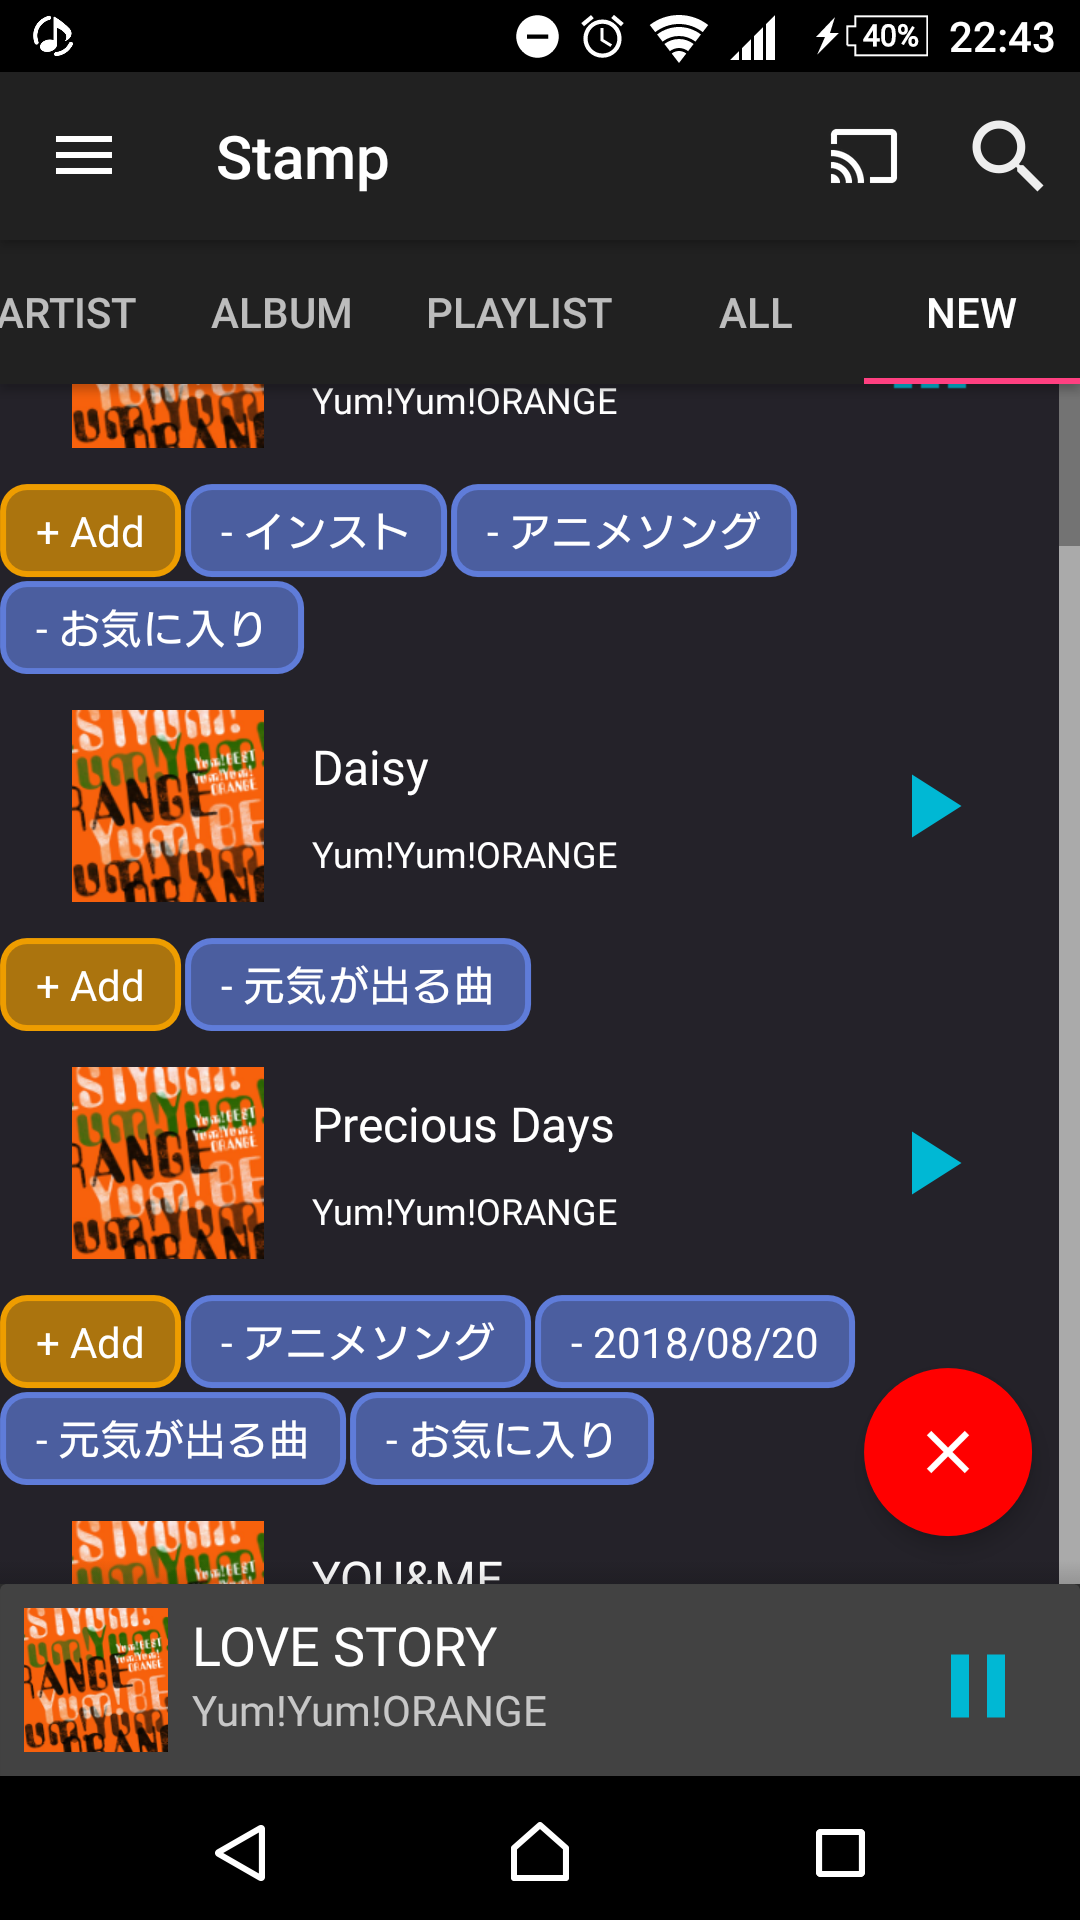 40% 22:43
Stamp
ARTIST ALBUM PLAYLIST ALL NEW
Yum!Yum!ORANGE
+ Add - インスト - アニメソング
- お気に入り
Daisy
Yum!Yum!ORANGE
+ Add - 元気が出る曲
Precious Days
Yum!Yum!ORANGE
+ Add - アニメソング - 2018/08/20
- 元気が出る曲 - お気に入り
YOU&ME
LOVE STORY
Yum!Yum!ORANGE